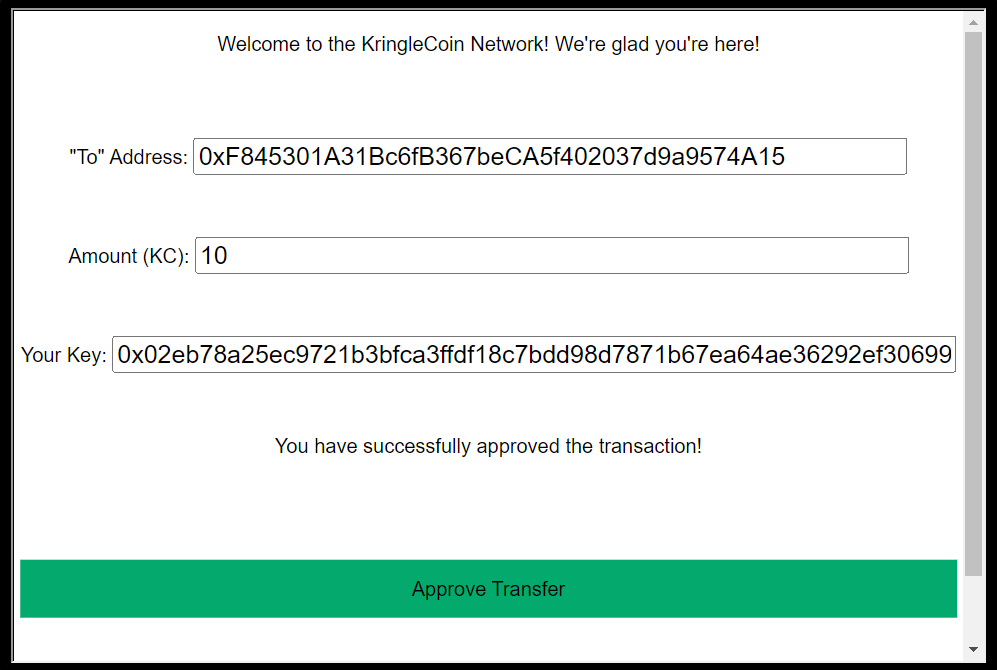 Welcome to the KringleCoin Network! We're glad you're here!
"To" Address: 0xF845301A31Bc6fB367beCA5f402037d9a9574A15
Amount (KC): 10
Your Key: 0x02eb78a25ec9721b3bfca3ffdf18c7bdd98d7871b67ea64ae36292ef30699
You have successfully approved the transaction!
Approve Transfer